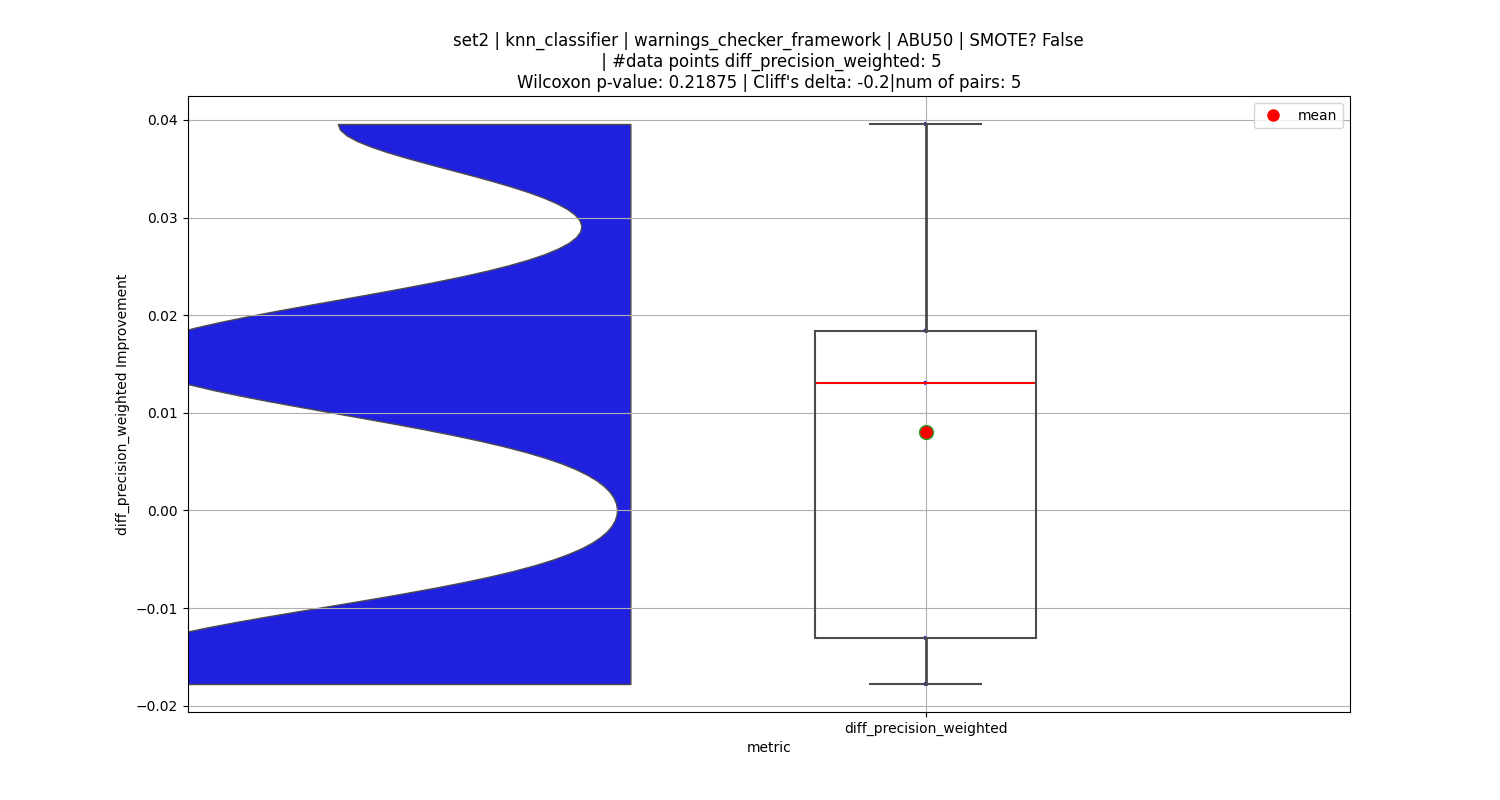 set2 | knn_classifier | warnings_checker_framework | ABU50 | SMOTE? False
| #data points diff_precision_weighted: 5
Wilcoxon p-value: 0.21875 | Cliff's delta: -0.2|num of pairs: 5
mean
0.04
0.03
0.02
0.01
0.00
−0.01
−0.02
diff_precision_weighted Improvement
diff_precision_weighted
metric